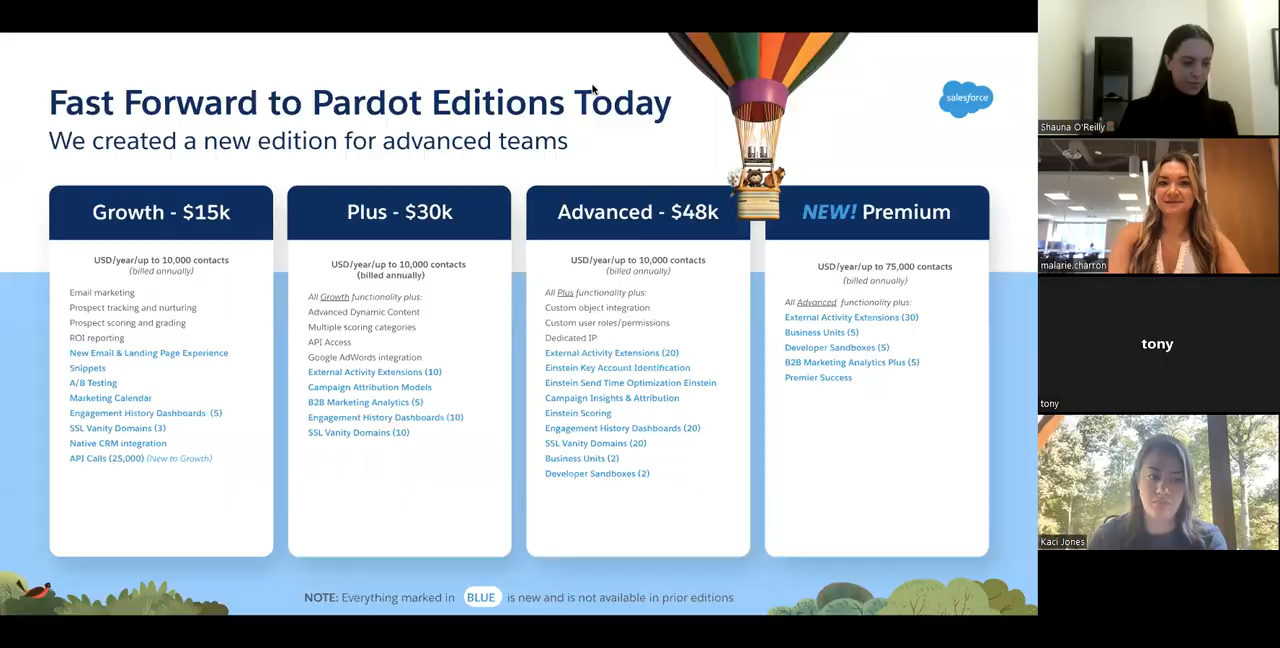 Fast Forward to Pardot Editions Today
We created a new edition for advanced teams
salesforce
Growth - $15k
USD/year/up to 10,000 contacts
(billed annually)
Email marketing
Prospect tracking and nurturing
Prospect scoring and grading
ROI reporting
New Email & Landing Page Experience
Snippets
A/B Testing
Marketing Calendar
Engagement History Dashboards (5)
SSL Vanity Domains (3)
Native CRM integration
API Calls (25,000) (New to Growth)
Plus - $30k
USD/year/up to 10,000 contacts
(billed annually)
All Growth functionality plus:
Advanced Dynamic Content
Multiple scoring categories
API Access
Google AdWords integration
External Activity Extensions (10)
Campaign Attribution Models
B2B Marketing Analytics (5)
Engagement History Dashboards (10)
SSL Vanity Domains (10)
Advanced - $48k
USD/year/up to 10,000 contacts
(billed annually)
All Plus functionality plus:
Custom object integration
Custom user roles/permissions
Dedicated IP
External Activity Extensions (20)
Einstein Key Account Identification
Einstein Send Time Optimization Einstein
Campaign Insights & Attribution
Einstein Scoring
Engagement History Dashboards (20)
SSL Vanity Domains (20)
Business Units (2)
Developer Sandboxes (2)
NEW! Premium
USD/year/up to 75,000 contacts
(billed annually)
All Advanced functionality plus:
External Activity Extensions (30)
Business Units (5)
Developer Sandboxes (5)
B2B Marketing Analytics Plus (5)
Premier Success
NOTE: Everything marked in BLUE is new and is not available in prior editions
Shauna O'Reilly
malarie.charron
tony
tony
Kaci Jones